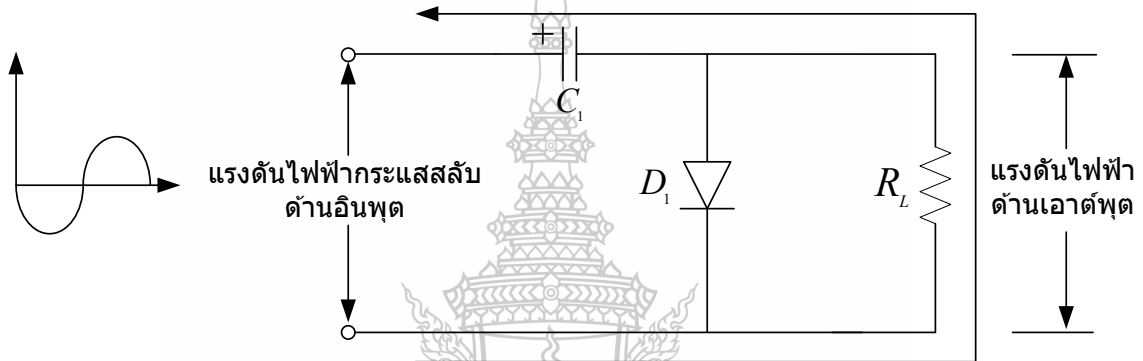 +
C₁
แรงดันไฟฟ้ากระแสสลับ
ด้านอินพุต
D₁
R_L
แรงดันไฟฟ้า
ด้านเอาต์พุต